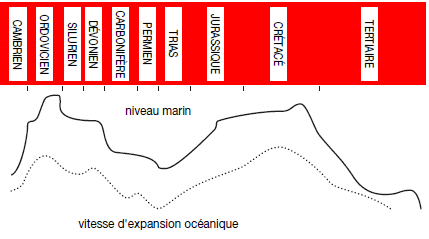 CAMBRIEN
ORDOVICIEN
SILURIEN
DÉVONIEN
CARBONIFÈRE
PERMIEN
TRIAS
JURASSIQUE
CRÉTACÉ
TERTIAIRE
niveau marin
vitesse d'expansion océanique